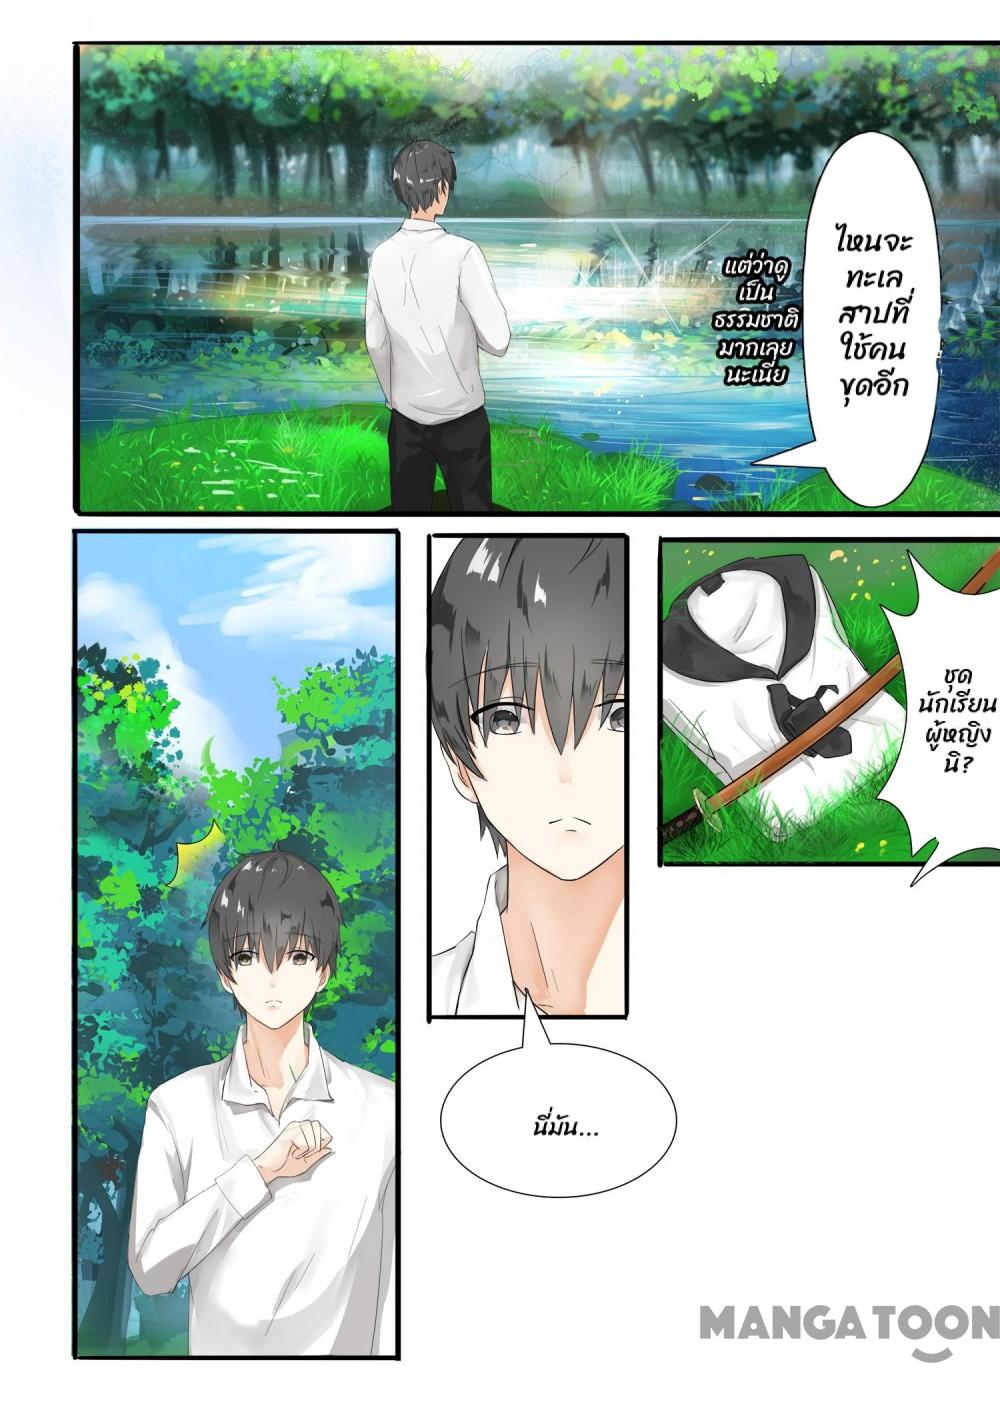 ไหนจะ
ทะเล
สาปที่
ใช้คน
ขุดอีก
แต่ว่าดู
เป็น
ธรรมชาติ
มากเลย
นะเนี่ย
ชุด
นักเรียน
ผู้หญิง
นิ?
นี่มัน...
MANGATOON